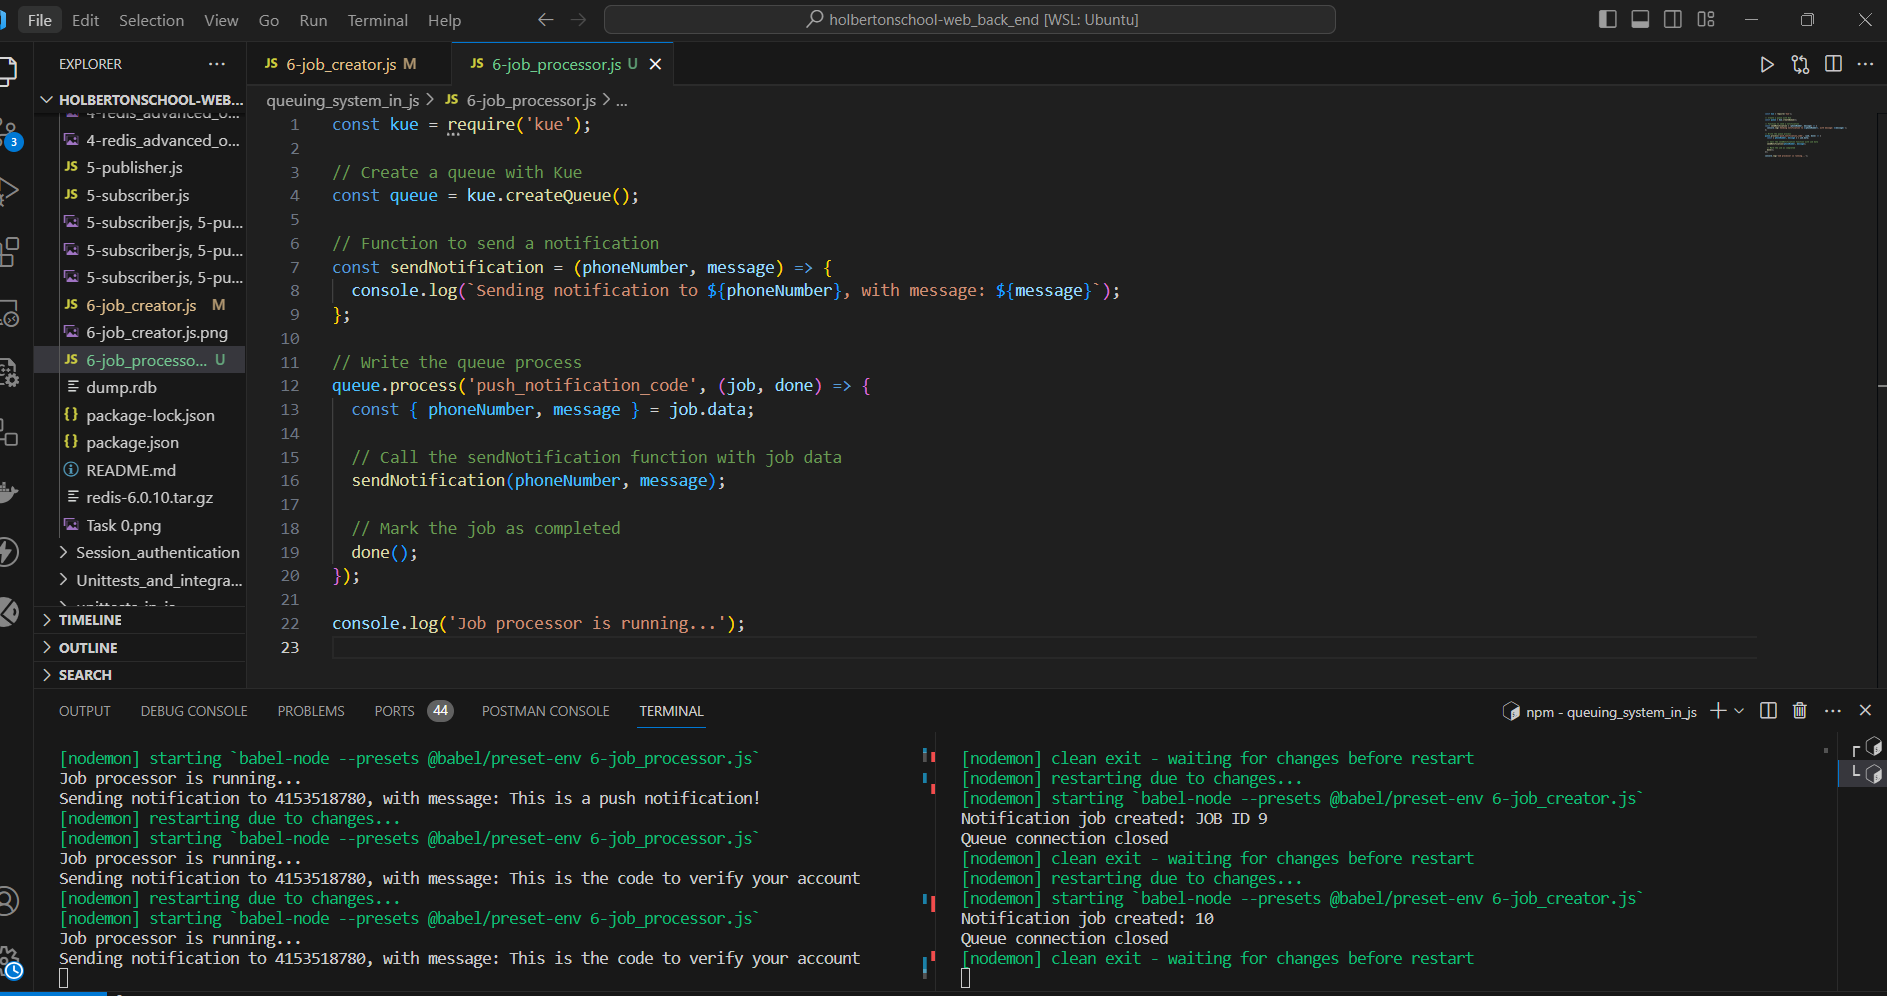 File Edit Selection View Go Run Terminal Help
holbertonschool-web_back_end [WSL: Ubuntu]
EXPLORER
HOLBERTONSCHOOL-WEB...
4-redis_advanced_o...
4-redis_advanced_o...
5-publisher.js
5-subscriber.js
5-subscriber.js, 5-pu...
5-subscriber.js, 5-pu...
5-subscriber.js, 5-pu...
JS 6-job_creator.js M
6-job_creator.js.png
JS 6-job_processo... U
dump.rdb
package-lock.json
package.json
README.md
redis-6.0.10.tar.gz
Task 0.png
Session_authentication
Unittests_and_integra...
unittests_in_js
TIMELINE
OUTLINE
SEARCH
3
JS 6-job_creator.js M
JS 6-job_processor.js U
queuing_system_in_js > JS 6-job_processor.js > ...
1 const kue = require('kue');
2
3 // Create a queue with Kue
4 const queue = kue.createQueue();
5
6 // Function to send a notification
7 const sendNotification = (phoneNumber, message) => {
8 console.log(`Sending notification to ${phoneNumber}, with message: ${message}`);
9 };
10
11 // Write the queue process
12 queue.process('push_notification_code', (job, done) => {
13 const { phoneNumber, message } = job.data;
14
15 // Call the sendNotification function with job data
16 sendNotification(phoneNumber, message);
17
18 // Mark the job as completed
19 done();
20 });
21
22 console.log('Job processor is running...');
23
OUTPUT DEBUG CONSOLE PROBLEMS PORTS 44 POSTMAN CONSOLE TERMINAL
npm - queuing_system_in_js
[nodemon] starting `babel-node --presets @babel/preset-env 6-job_processor.js`
Job processor is running...
Sending notification to 4153518780, with message: This is a push notification!
[nodemon] restarting due to changes...
[nodemon] starting `babel-node --presets @babel/preset-env 6-job_processor.js`
Job processor is running...
Sending notification to 4153518780, with message: This is the code to verify your account
[nodemon] restarting due to changes...
[nodemon] starting `babel-node --presets @babel/preset-env 6-job_processor.js`
Job processor is running...
Sending notification to 4153518780, with message: This is the code to verify your account
[nodemon] clean exit - waiting for changes before restart
[nodemon] restarting due to changes...
[nodemon] starting `babel-node --presets @babel/preset-env 6-job_creator.js`
Notification job created: JOB ID 9
Queue connection closed
[nodemon] clean exit - waiting for changes before restart
[nodemon] restarting due to changes...
[nodemon] starting `babel-node --presets @babel/preset-env 6-job_creator.js`
Notification job created: 10
Queue connection closed
[nodemon] clean exit - waiting for changes before restart